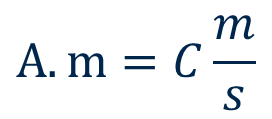 A. m = C m/s